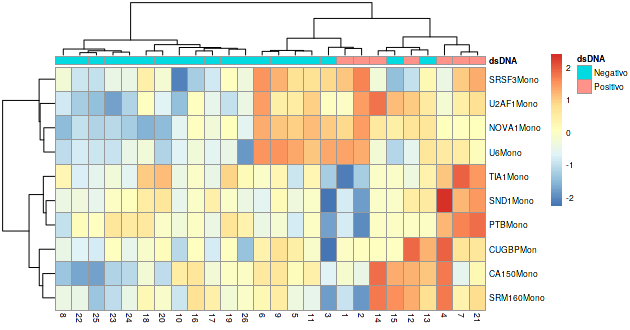 dsDNA
dsDNA
Negativo
Positivo
2
1
0
-1
-2
SRSF3Mono
U2AF1Mono
NOVA1Mono
U6Mono
TIA1Mono
SND1Mono
PTBMono
CUGBPMon
CA150Mono
SRM160Mono
8 22 25 23 24 18 20 10 16 17 19 26 6 9 5 11 3 1 2 14 15 12 13 4 7 21